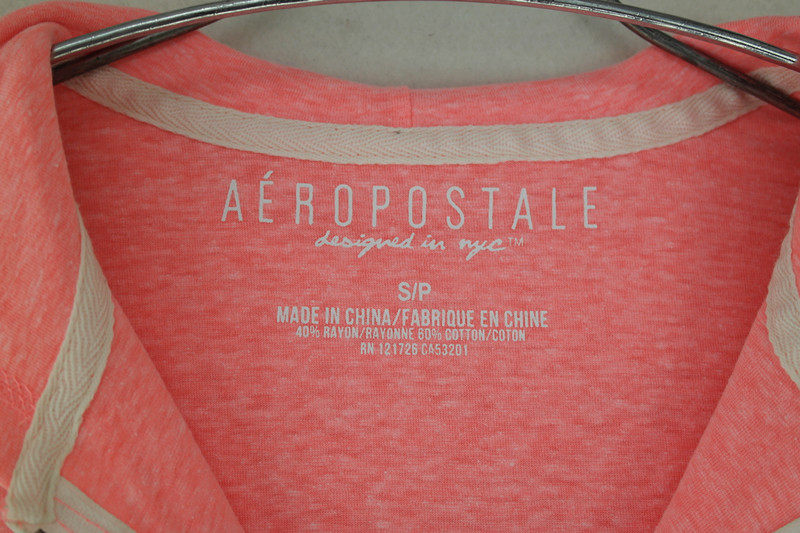 AÉROPOSTALE
designed in nyc™
S/P
MADE IN CHINA/FABRIQUE EN CHINE
40% RAYON/RAYONNE 60% COTTON/COTON
RN 121726 CA53201